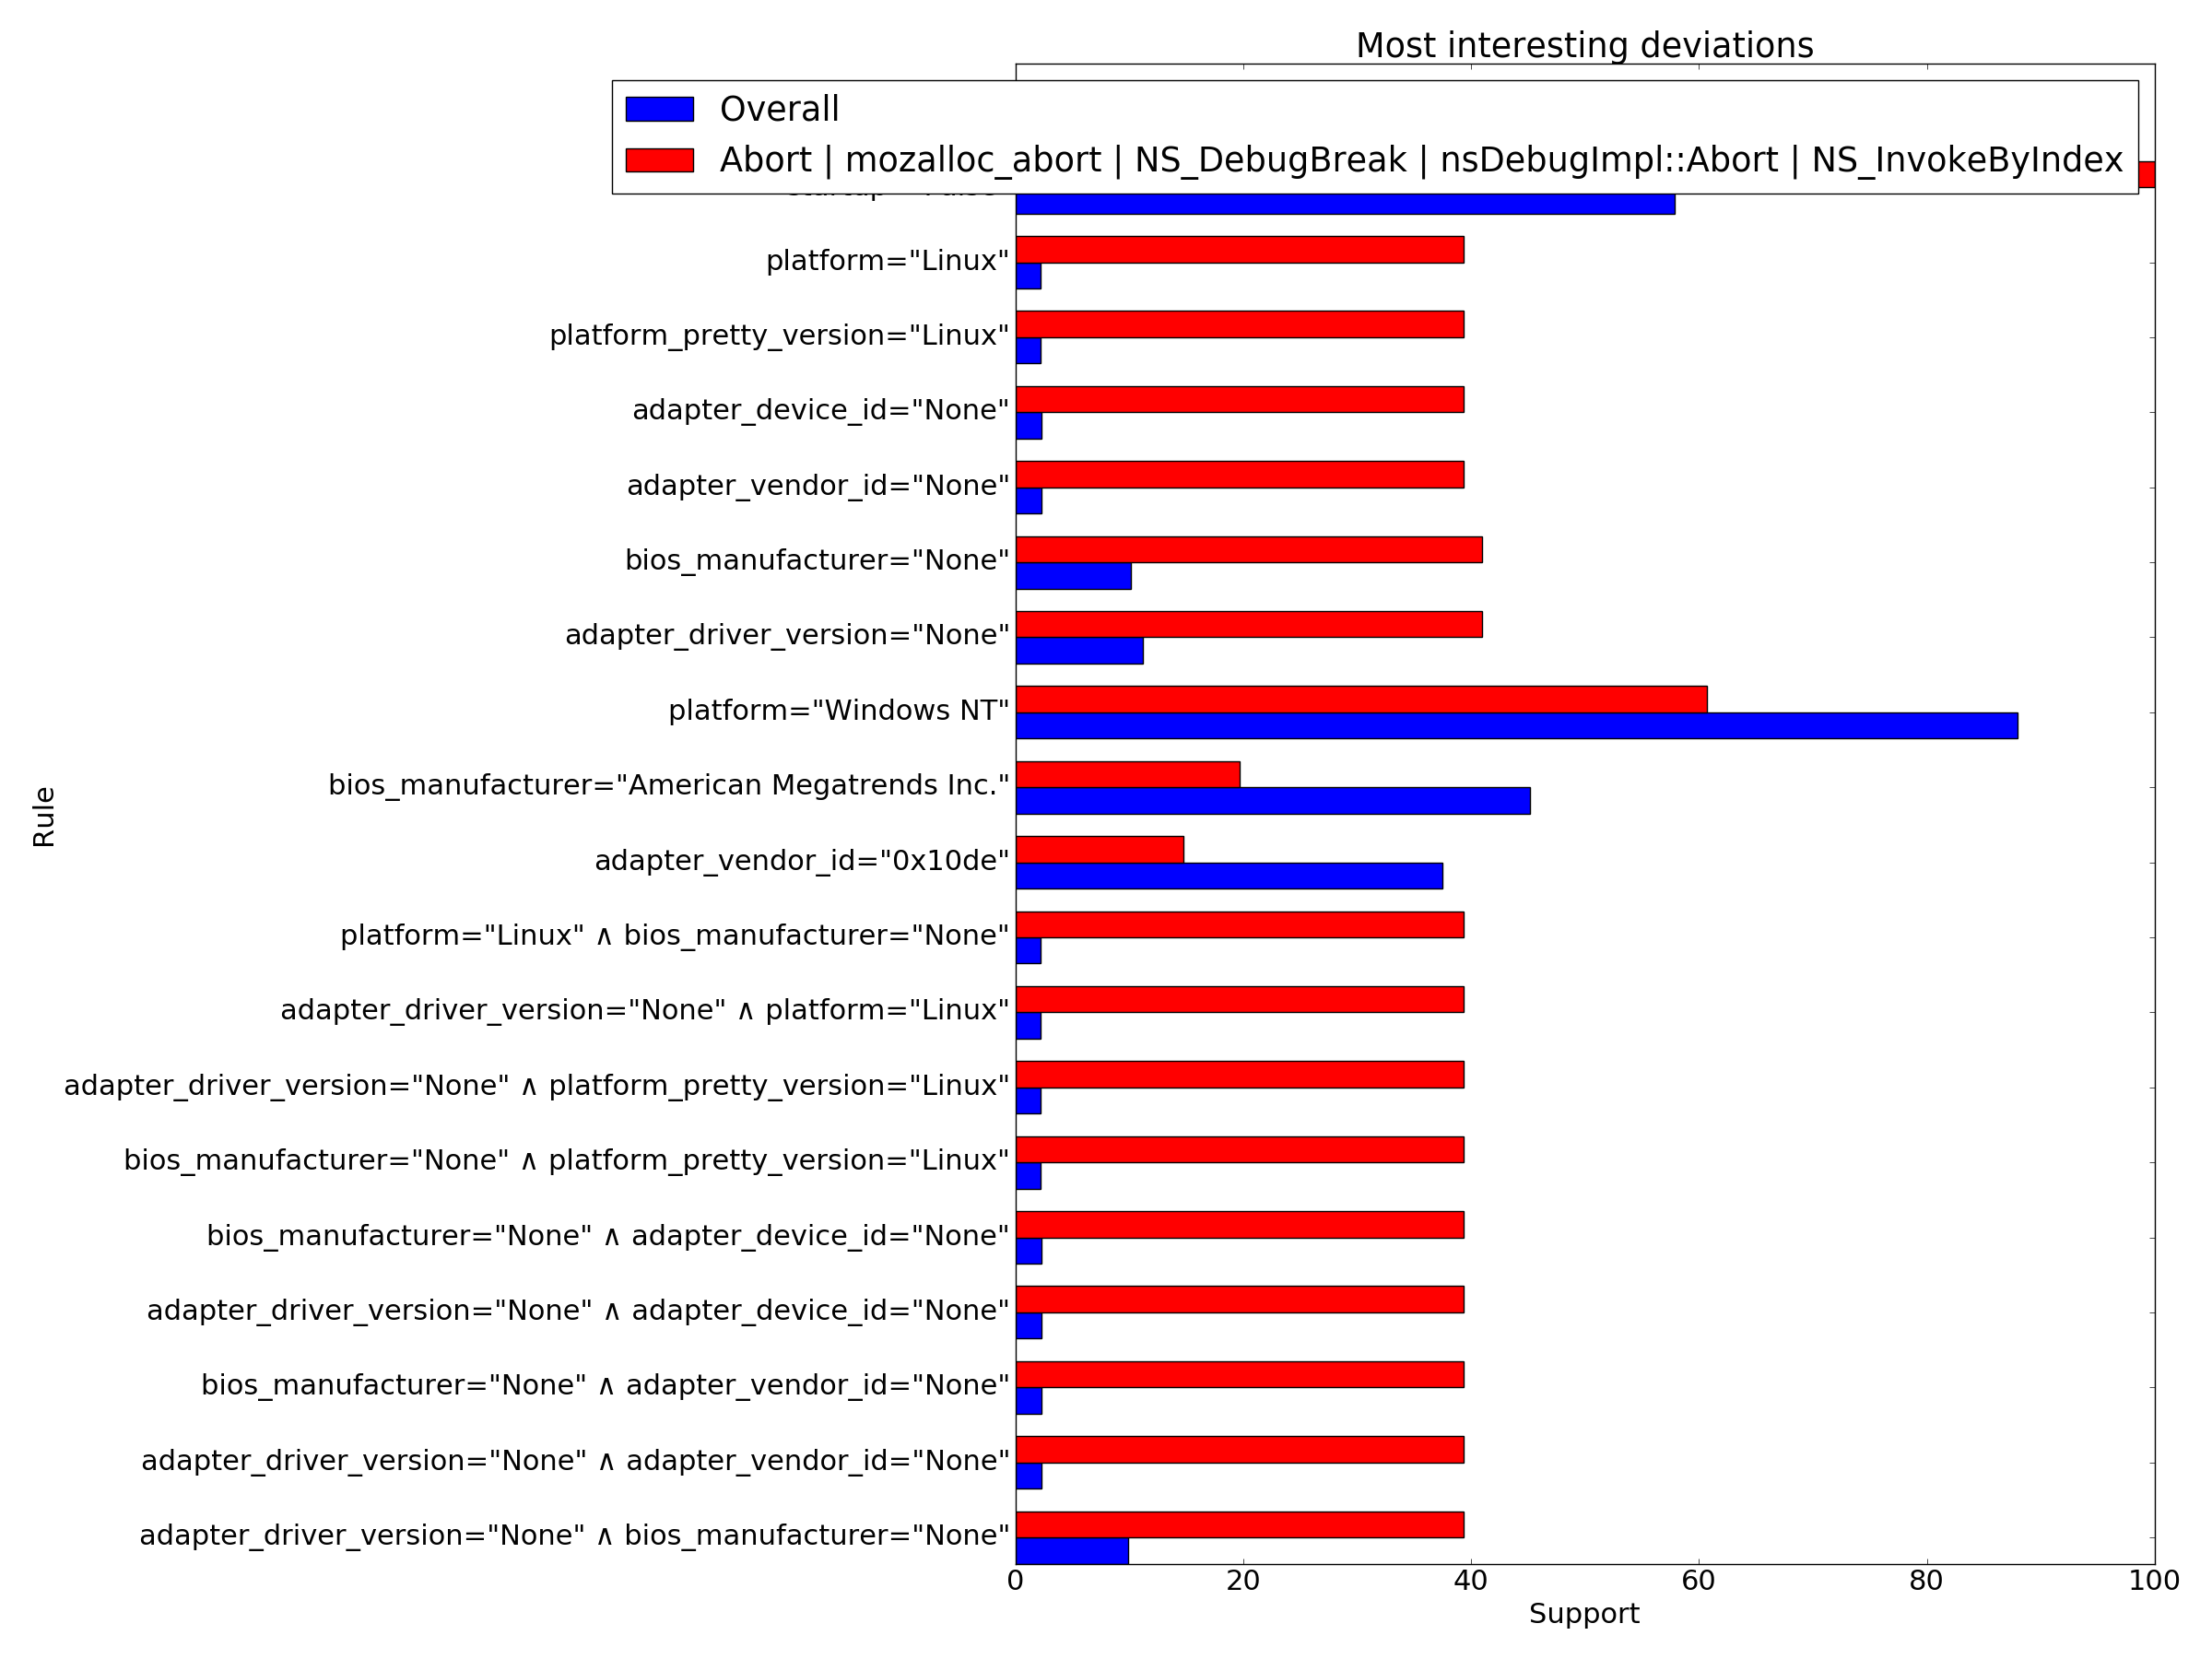 Most interesting deviations
Overall
Abort | mozalloc_abort | NS_DebugBreak | nsDebugImpl::Abort | NS_InvokeByIndex
platform="Linux"
platform_pretty_version="Linux"
adapter_device_id="None"
adapter_vendor_id="None"
bios_manufacturer="None"
adapter_driver_version="None"
platform="Windows NT"
bios_manufacturer="American Megatrends Inc."
adapter_vendor_id="0x10de"
platform="Linux" ∧ bios_manufacturer="None"
adapter_driver_version="None" ∧ platform="Linux"
adapter_driver_version="None" ∧ platform_pretty_version="Linux"
bios_manufacturer="None" ∧ platform_pretty_version="Linux"
bios_manufacturer="None" ∧ adapter_device_id="None"
adapter_driver_version="None" ∧ adapter_device_id="None"
bios_manufacturer="None" ∧ adapter_vendor_id="None"
adapter_driver_version="None" ∧ adapter_vendor_id="None"
adapter_driver_version="None" ∧ bios_manufacturer="None"
Rule
0 20 40 60 80 100
Support